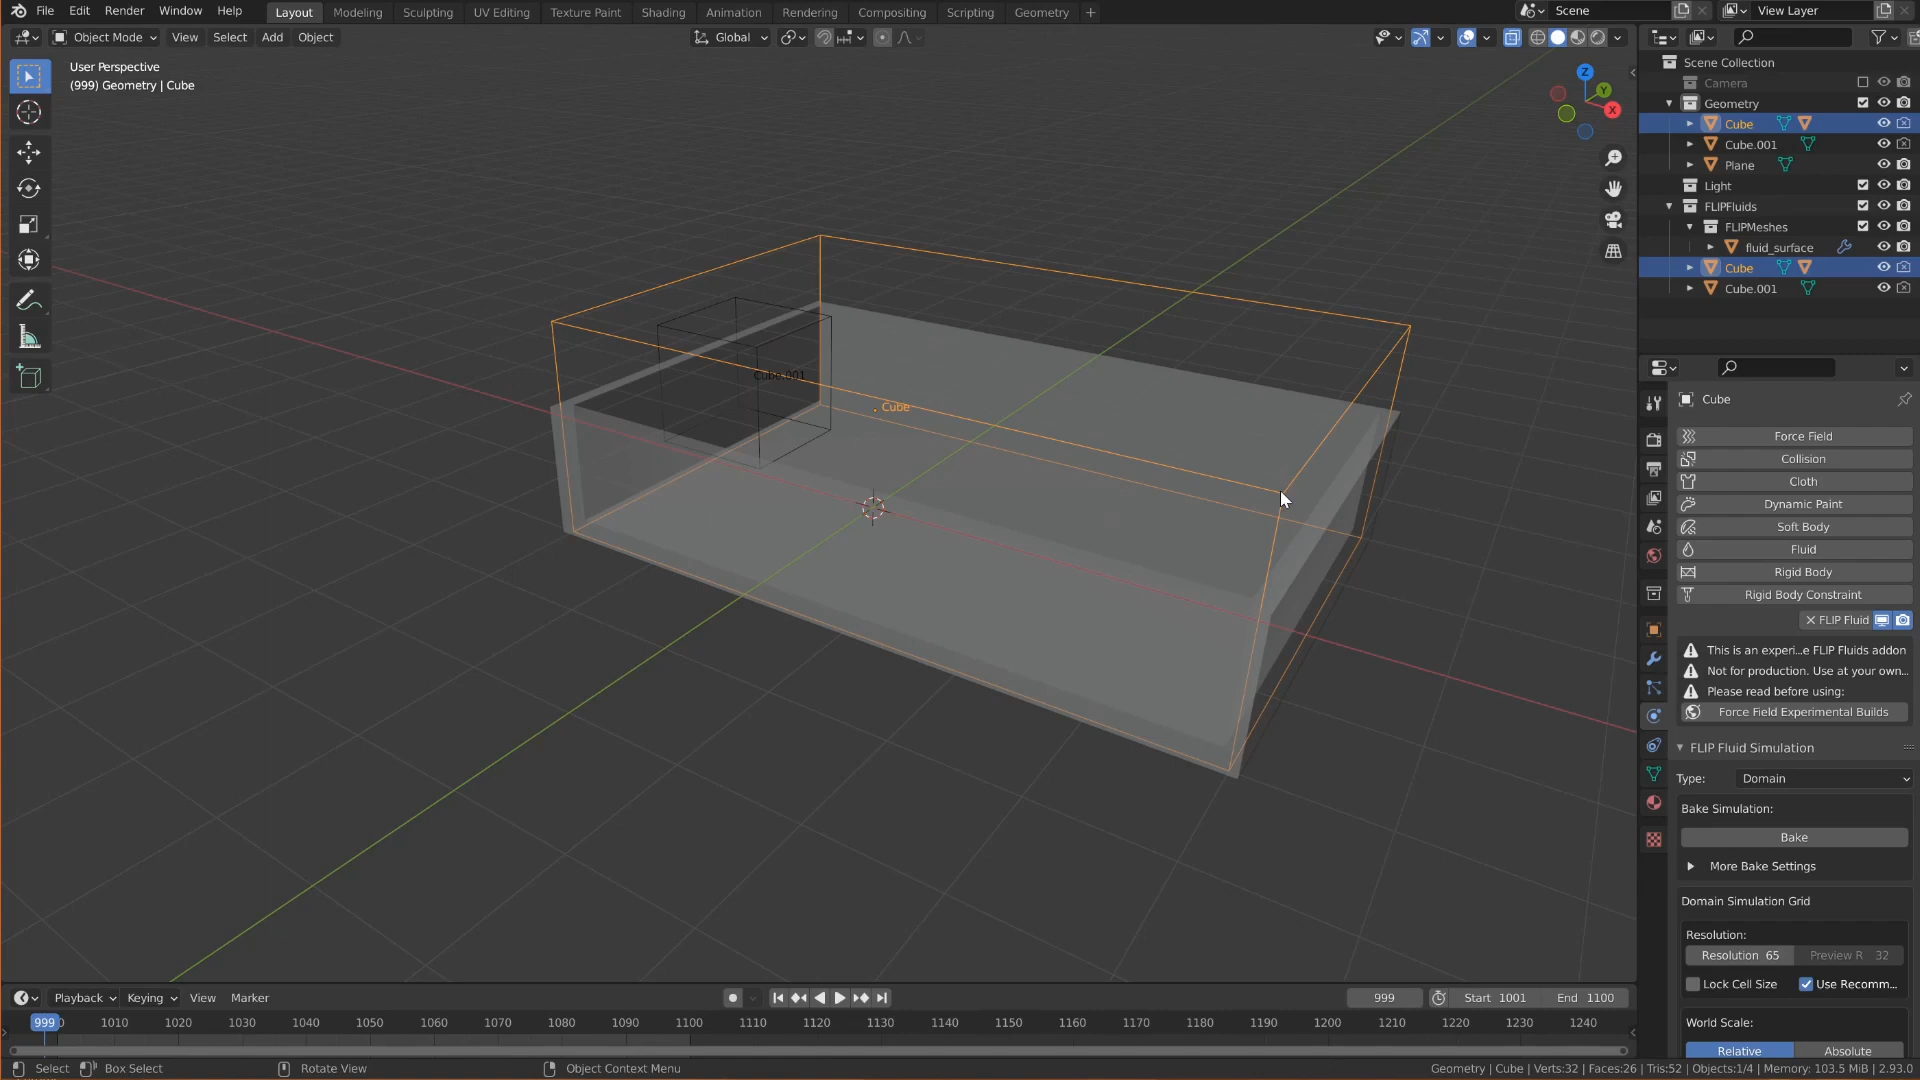 File Edit Render Window Help Layout Modeling Sculpting UV Editing Texture Paint Shading Animation Rendering Compositing Scripting Geometry + Scene View Layer
Object Mode View Select Add Object Global
User Perspective
(999) Geometry | Cube
Z
Y
X
Cube.001
Cube
Scene Collection
Camera
Geometry
Cube
Cube.001
Plane
Light
FLIPFluids
FLIPMeshes
fluid_surface
Cube
Cube.001
Cube
Force Field
Collision
Cloth
Dynamic Paint
Soft Body
Fluid
Rigid Body
Rigid Body Constraint
FLIP Fluid
This is an experi...e FLIP Fluids addon
Not for production. Use at your own...
Please read before using:
Force Field Experimental Builds
FLIP Fluid Simulation
Type: Domain
Bake Simulation:
Bake
More Bake Settings
Domain Simulation Grid
Resolution:
Resolution 65 Preview R 32
Lock Cell Size Use Recomm...
World Scale:
Relative Absolute
Playback Keying View Marker 999 Start 1001 End 1100
999 1010 1020 1030 1040 1050 1060 1070 1080 1090 1100 1110 1120 1130 1140 1150 1160 1170 1180 1190 1200 1210 1220 1230 1240
Select Box Select Rotate View Object Context Menu Geometry | Cube | Verts:32 | Faces:26 | Tris:52 | Objects:1/4 | Memory: 103.5 MiB | 2.93.0